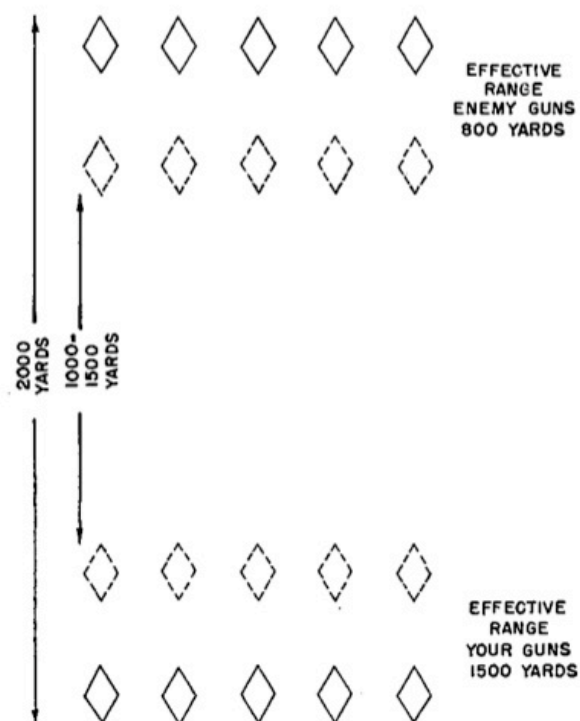 EFFECTIVE
RANGE
ENEMY GUNS
800 YARDS
2000
YARDS
1000-
1500
YARDS
EFFECTIVE
RANGE
YOUR GUNS
1500 YARDS